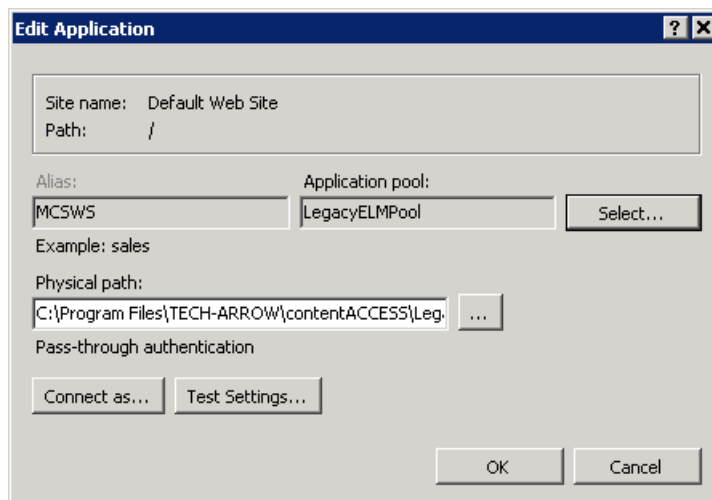 Edit Application
Site name: Default Web Site
Path: /
Alias: Application pool:
MCSWS LegacyELMPool Select...
Example: sales
Physical path:
C:\Program Files\TECH-ARROW\contentACCESS\Leg ...
Pass-through authentication
Connect as... Test Settings...
OK Cancel